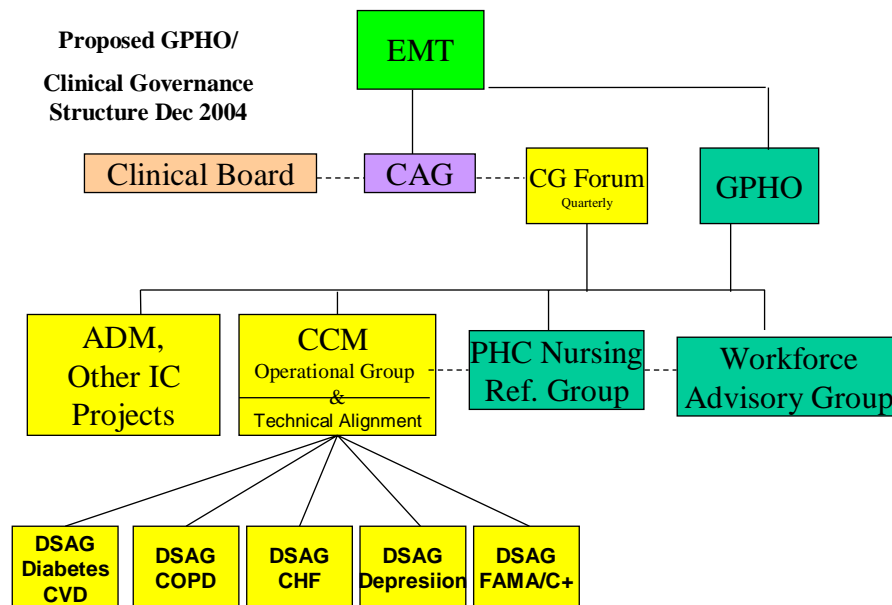 Proposed GPHO/
Clinical Governance
Structure Dec 2004
EMT
Clinical Board
CAG
CG Forum
Quarterly
GPHO
ADM,
Other IC
Projects
CCM
Operational Group
&
Technical Alignment
PHC Nursing
Ref. Group
Workforce
Advisory Group
DSAG
Diabetes
CVD
DSAG
COPD
DSAG
CHF
DSAG
Depresiion
DSAG
FAMA/C+